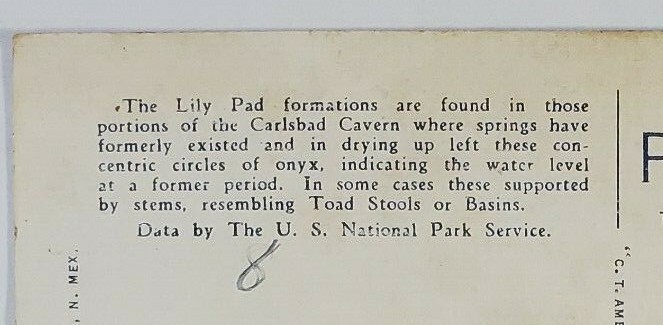 The Lily Pad formations are found in those
portions of the Carlsbad Cavern where springs have
formerly existed and in drying up left these con-
centric circles of onyx, indicating the water level
at a former period. In some cases these supported
by stems, resembling Toad Stools or Basins.
Data by The U. S. National Park Service.
8
, N. MEX.
P
"C. T. AME